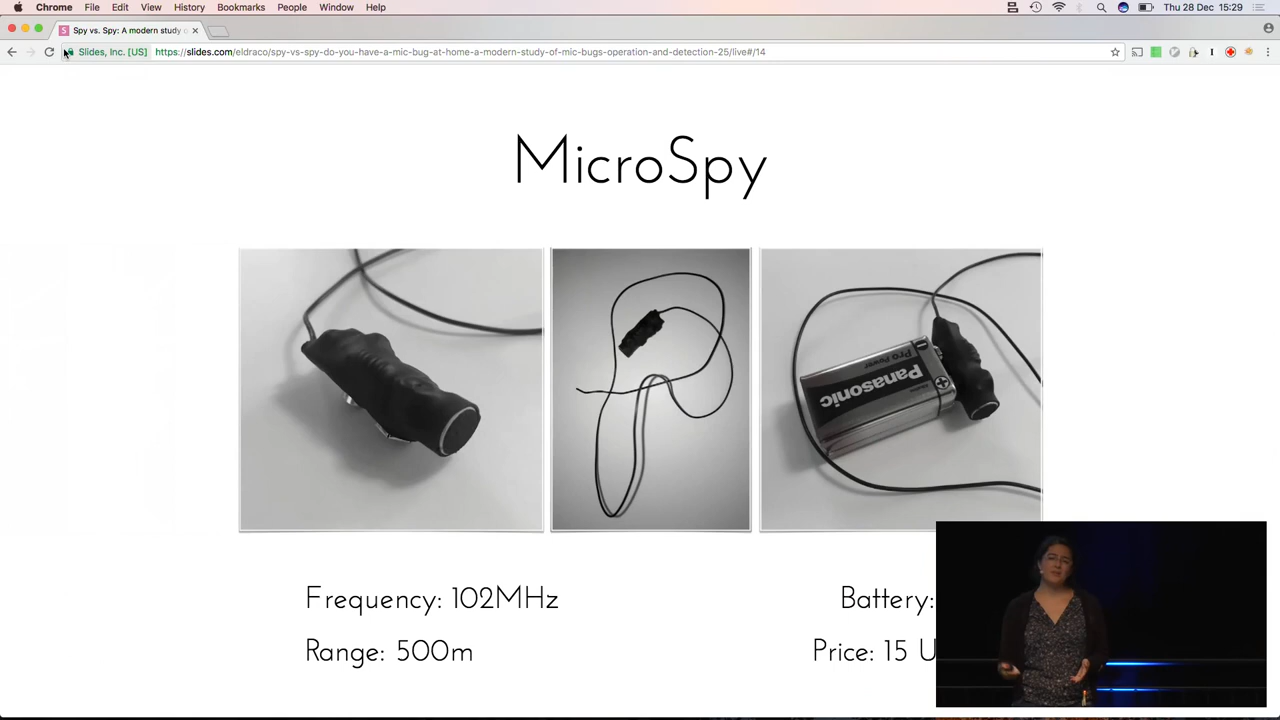 Chrome File Edit View History Bookmarks People Window Help Thu 28 Dec 15:29
S Spy vs. Spy: A modern study o
Slides, Inc. [US] https://slides.com/eldraco/spy-vs-spy-do-you-have-a-mic-bug-at-home-a-modern-study-of-mic-bugs-operation-and-detection-25/live#/14
MicroSpy
Pro Power
Panasonic
Frequency: 102MHz
Battery:
Range: 500m
Price: 15 U